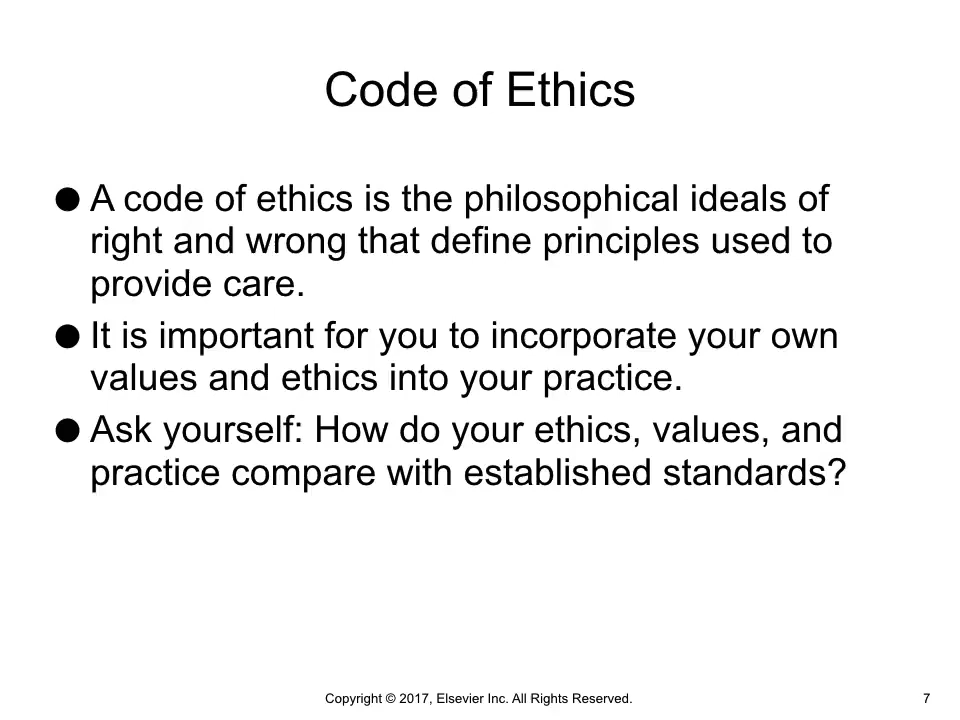 Code of Ethics
● A code of ethics is the philosophical ideals of
right and wrong that define principles used to
provide care.
● It is important for you to incorporate your own
values and ethics into your practice.
● Ask yourself: How do your ethics, values, and
practice compare with established standards?
Copyright © 2017, Elsevier Inc. All Rights Reserved.
7